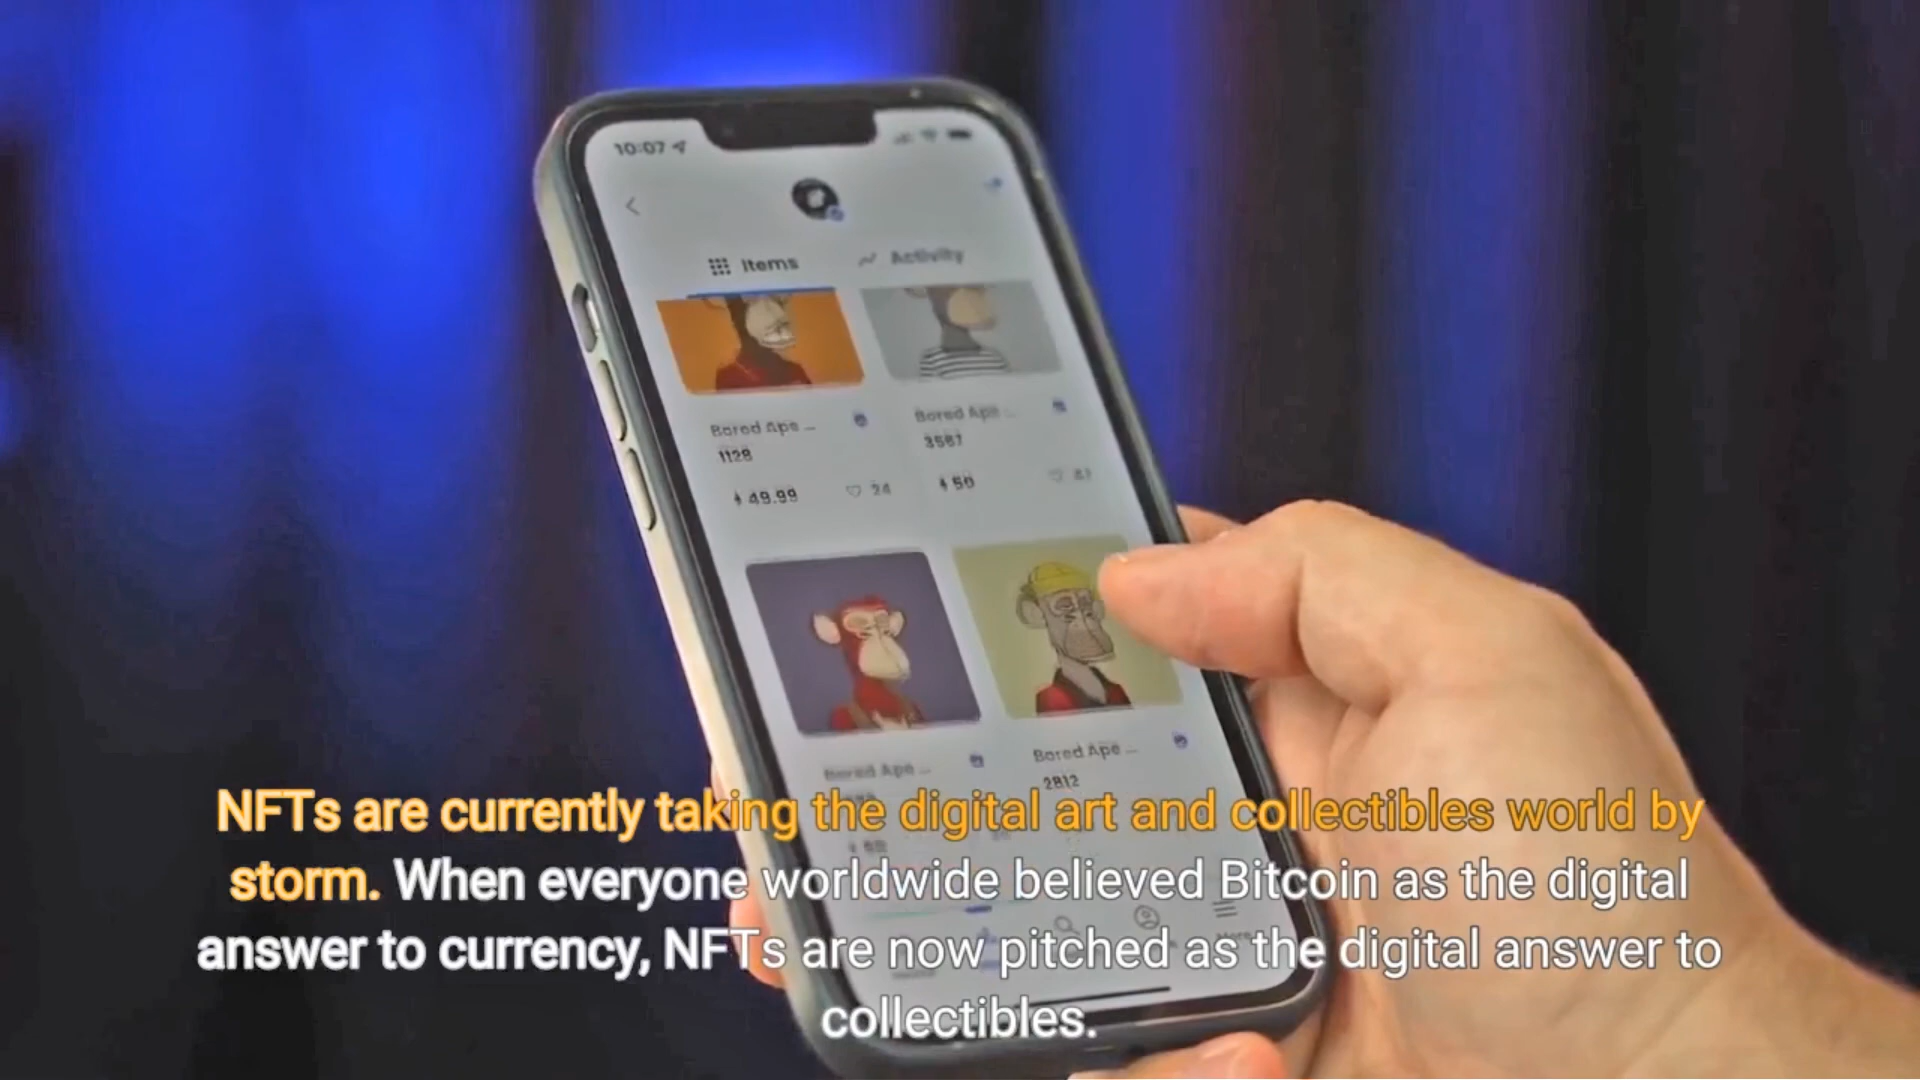 10:07
Items
Activity
Bored Ape ...
1128
49.99
24
Bored Ape ...
3567
50
41
Bored Ape ...
Bored Ape ...
2812
NFTs are currently taking the digital art and collectibles world by
storm. When everyone worldwide believed Bitcoin as the digital
answer to currency, NFTs are now pitched as the digital answer to
collectibles.